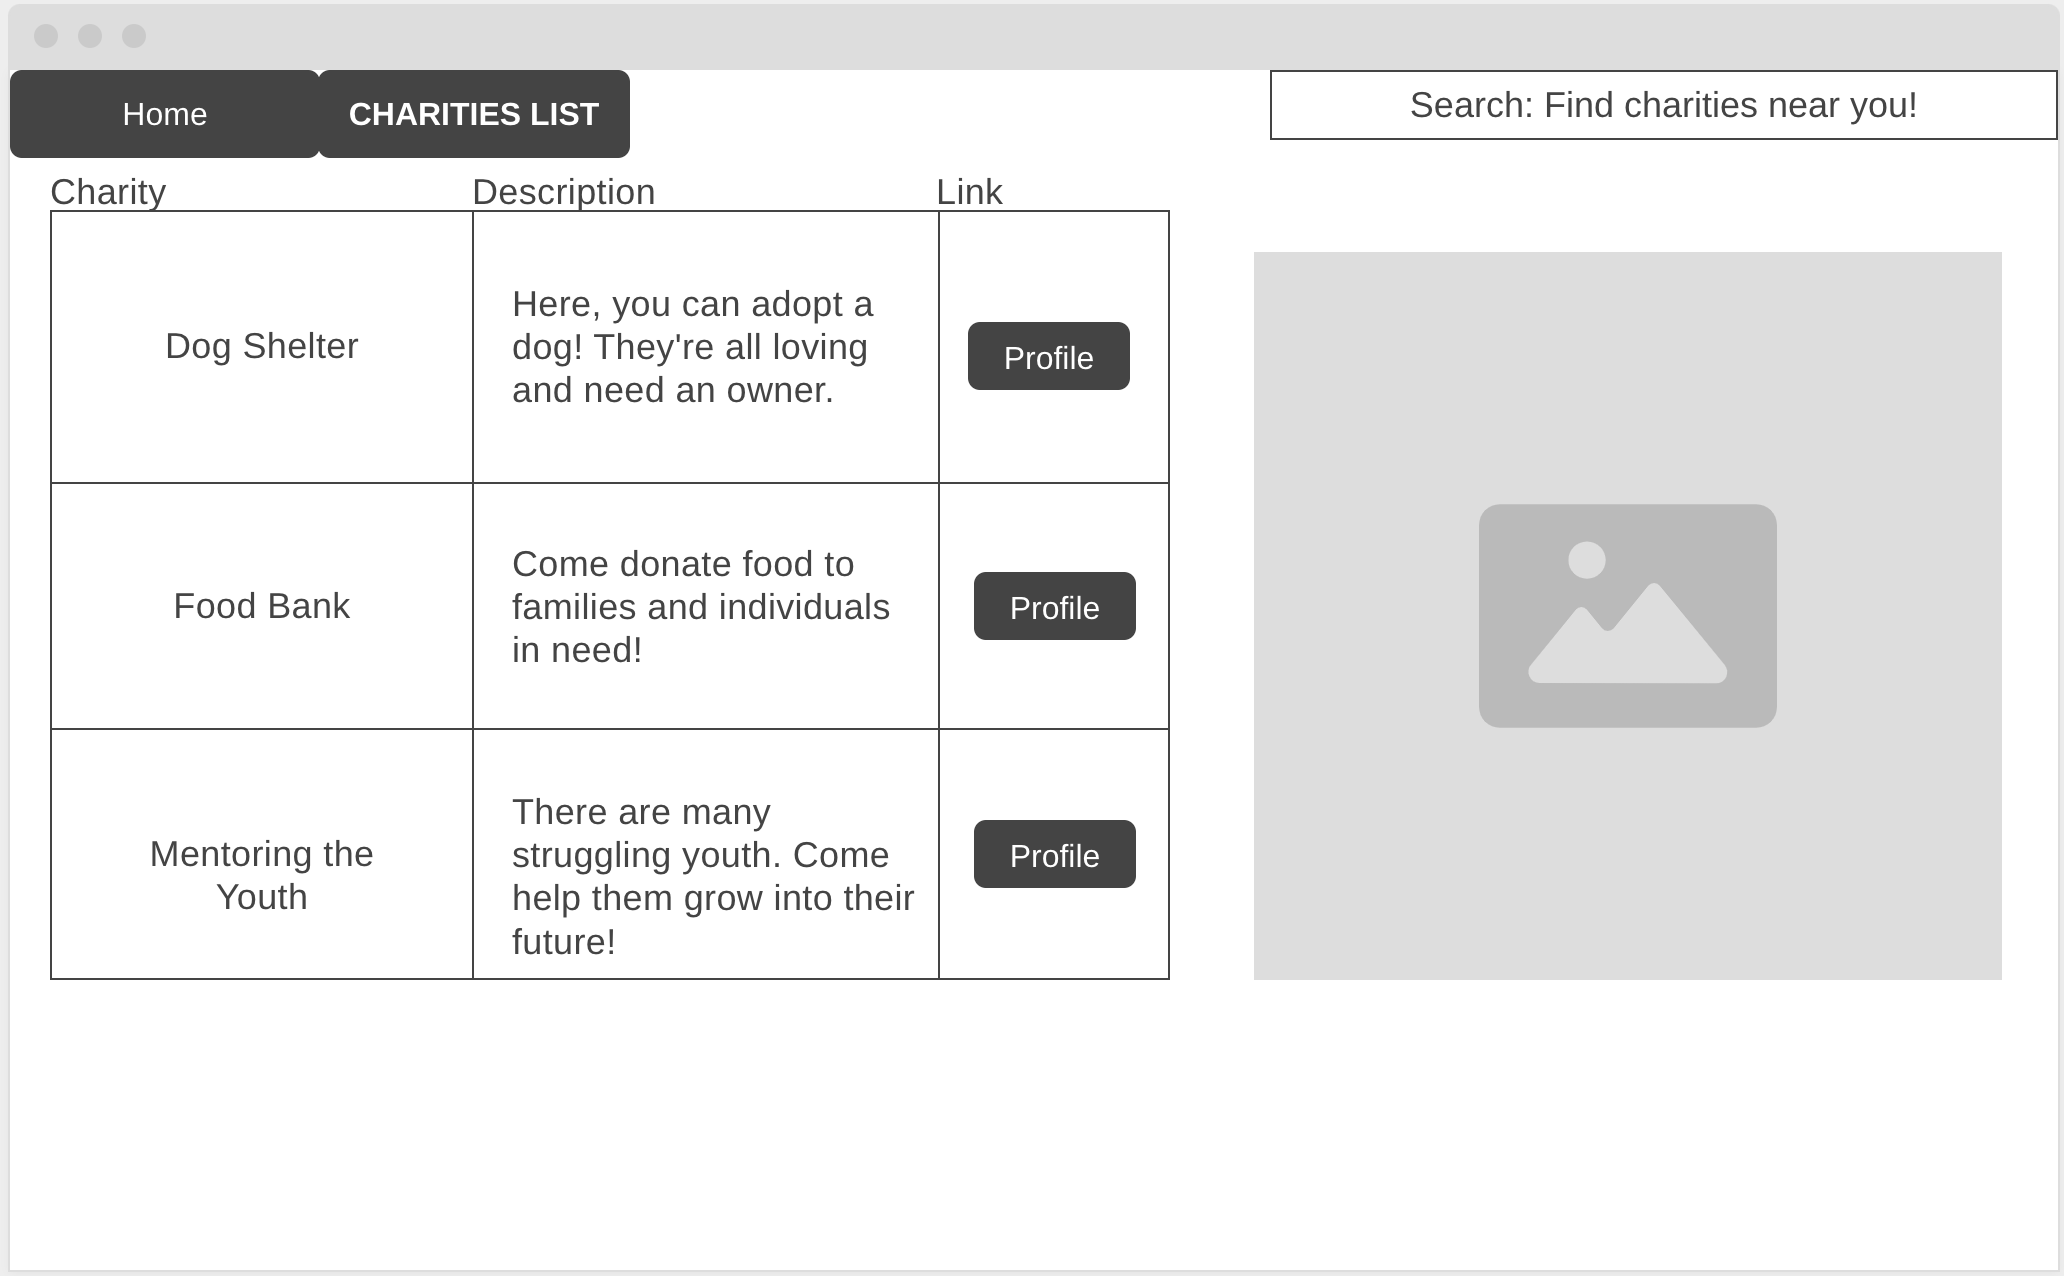 Home
CHARITIES LIST
Search: Find charities near you!
Charity
Description
Link
Dog Shelter
Here, you can adopt a
dog! They're all loving
and need an owner.
Profile
Food Bank
Come donate food to
families and individuals
in need!
Profile
Mentoring the
Youth
There are many
struggling youth. Come
help them grow into their
future!
Profile